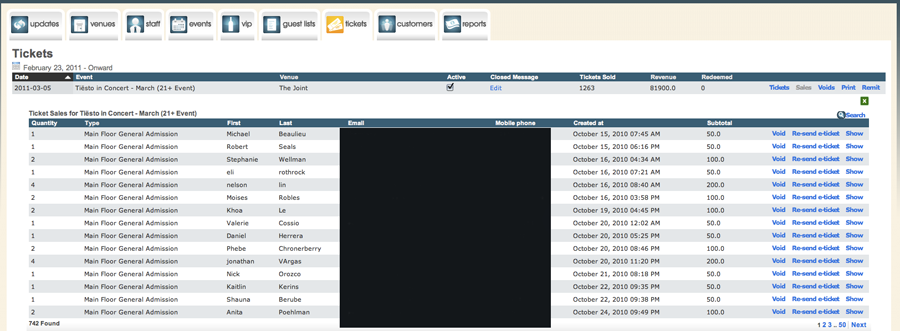 updates venues staff events vip guest lists tickets customers reports
Tickets
February 23, 2011 - Onward
Date Event Venue Active Closed Message Tickets Sold Revenue Redeemed
2011-03-05 Tiësto in Concert - March (21+ Event) The Joint Edit 1263 81900.0 0 Tickets Sales Voids Print Remit
Ticket Sales for Tiësto in Concert - March (21+ Event) Search
Quantity Type First Last Email Mobile phone Created at Subtotal
1 Main Floor General Admission Michael Beaulieu October 15, 2010 07:45 AM 50.0 Void Re-send e-ticket Show
1 Main Floor General Admission Robert Seals October 15, 2010 06:16 PM 50.0 Void Re-send e-ticket Show
2 Main Floor General Admission Stephanie Wellman October 16, 2010 04:34 AM 100.0 Void Re-send e-ticket Show
1 Main Floor General Admission eli rothrock October 16, 2010 07:21 AM 50.0 Void Re-send e-ticket Show
4 Main Floor General Admission nelson lin October 16, 2010 08:40 AM 200.0 Void Re-send e-ticket Show
2 Main Floor General Admission Moises Robles October 16, 2010 03:58 PM 100.0 Void Re-send e-ticket Show
2 Main Floor General Admission Khoa Le October 19, 2010 04:45 PM 100.0 Void Re-send e-ticket Show
1 Main Floor General Admission Valerie Cossio October 20, 2010 12:02 AM 50.0 Void Re-send e-ticket Show
1 Main Floor General Admission Daniel Herrera October 20, 2010 05:25 PM 50.0 Void Re-send e-ticket Show
2 Main Floor General Admission Phebe Chronerberry October 20, 2010 08:46 PM 100.0 Void Re-send e-ticket Show
4 Main Floor General Admission jonathan VArgas October 20, 2010 11:20 PM 200.0 Void Re-send e-ticket Show
1 Main Floor General Admission Nick Orozco October 21, 2010 08:18 PM 50.0 Void Re-send e-ticket Show
1 Main Floor General Admission Kaitlin Kerins October 22, 2010 09:35 PM 50.0 Void Re-send e-ticket Show
1 Main Floor General Admission Shauna Berube October 22, 2010 09:38 PM 50.0 Void Re-send e-ticket Show
2 Main Floor General Admission Anita Poehlman October 24, 2010 09:49 PM 100.0 Void Re-send e-ticket Show
742 Found 1 2 3 .. 50 Next